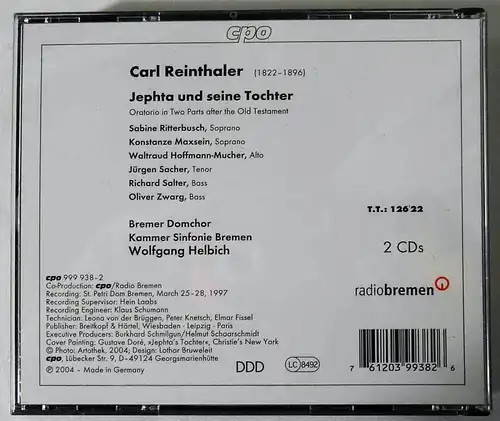 cpo
Carl Reinthaler (1822–1896)
Jephta und seine Tochter
Oratorio in Two Parts after the Old Testament
Sabine Ritterbusch, Soprano
Konstanze Maxsein, Soprano
Waltraud Hoffmann-Mucher, Alto
Jürgen Sacher, Tenor
Richard Salter, Bass
Oliver Zwarg, Bass
T.T.: 126'22
Bremer Domchor
Kammer Sinfonie Bremen
Wolfgang Helbich
2 CDs
cpo 999 938–2
Co-Production: cpo/Radio Bremen
Recording: St. Petri Dom Bremen, March 25–28, 1997
Recording Supervisor: Hein Laabs
Recording Engineer: Klaus Schumann
Technician: Leona von der Brüggen, Peter Knetsch, Elmar Fissel
Publisher: Breitkopf & Härtel, Wiesbaden - Leipzig - Paris
Executive Producers: Burkhard Schmilgun/Helmut Schaarschmidt
Cover Painting: Gustave Doré, »Jephta's Tochter«, Christie's New York
© Photo: Artothek, 2004; Design: Lothar Bruweleit
cpo, Lübecker Str. 9, D–49124 Georgsmarienhütte
℗ 2004 – Made in Germany
radiobremen
DDD
LC 8492
7 61203 99382 6